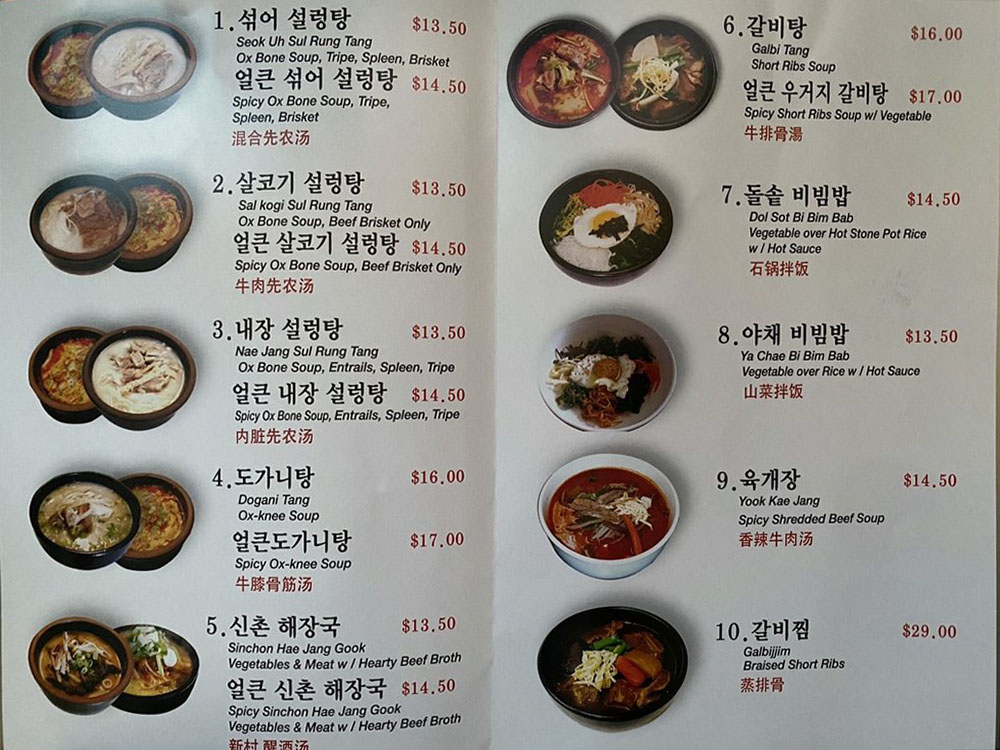 1.섞어 설렁탕 $13.50
Seok Uh Sul Rung Tang
Ox Bone Soup, Tripe, Spleen, Brisket
얼큰 섞어 설렁탕 $14.50
Spicy Ox Bone Soup, Tripe,
Spleen, Brisket
混合先农汤
2.살코기 설렁탕 $13.50
Sal kogi Sul Rung Tang
Ox Bone Soup, Beef Brisket Only
얼큰 살코기 설렁탕 $14.50
Spicy Ox Bone Soup, Beef Brisket Only
牛肉先农汤
3.내장 설렁탕 $13.50
Nae Jang Sul Rung Tang
Ox Bone Soup, Entrails, Spleen, Tripe
얼큰 내장 설렁탕 $14.50
Spicy Ox Bone Soup, Entrails, Spleen, Tripe
内脏先农汤
4.도가니탕 $16.00
Dogani Tang
Ox-knee Soup
얼큰도가니탕 $17.00
Spicy Ox-knee Soup
牛膝骨筋汤
5.신촌 해장국 $13.50
Sinchon Hae Jang Gook
Vegetables & Meat w / Hearty Beef Broth
얼큰 신촌 해장국 $14.50
Spicy Sinchon Hae Jang Gook
Vegetables & Meat w / Hearty Beef Broth
新村 醒酒汤
6.갈비탕 $16.00
Galbi Tang
Short Ribs Soup
얼큰 우거지 갈비탕 $17.00
Spicy Short Ribs Soup w/ Vegetable
牛排骨湯
7.돌솥 비빔밥 $14.50
Dol Sot Bi Bim Bab
Vegetable over Hot Stone Pot Rice
w / Hot Sauce
石锅拌饭
8.야채 비빔밥 $13.50
Ya Chae Bi Bim Bab
Vegetable over Rice w / Hot Sauce
山菜拌饭
9.육개장 $14.50
Yook Kae Jang
Spicy Shredded Beef Soup
香辣牛肉汤
10.갈비찜 $29.00
Galbijjim
Braised Short Ribs
蒸排骨